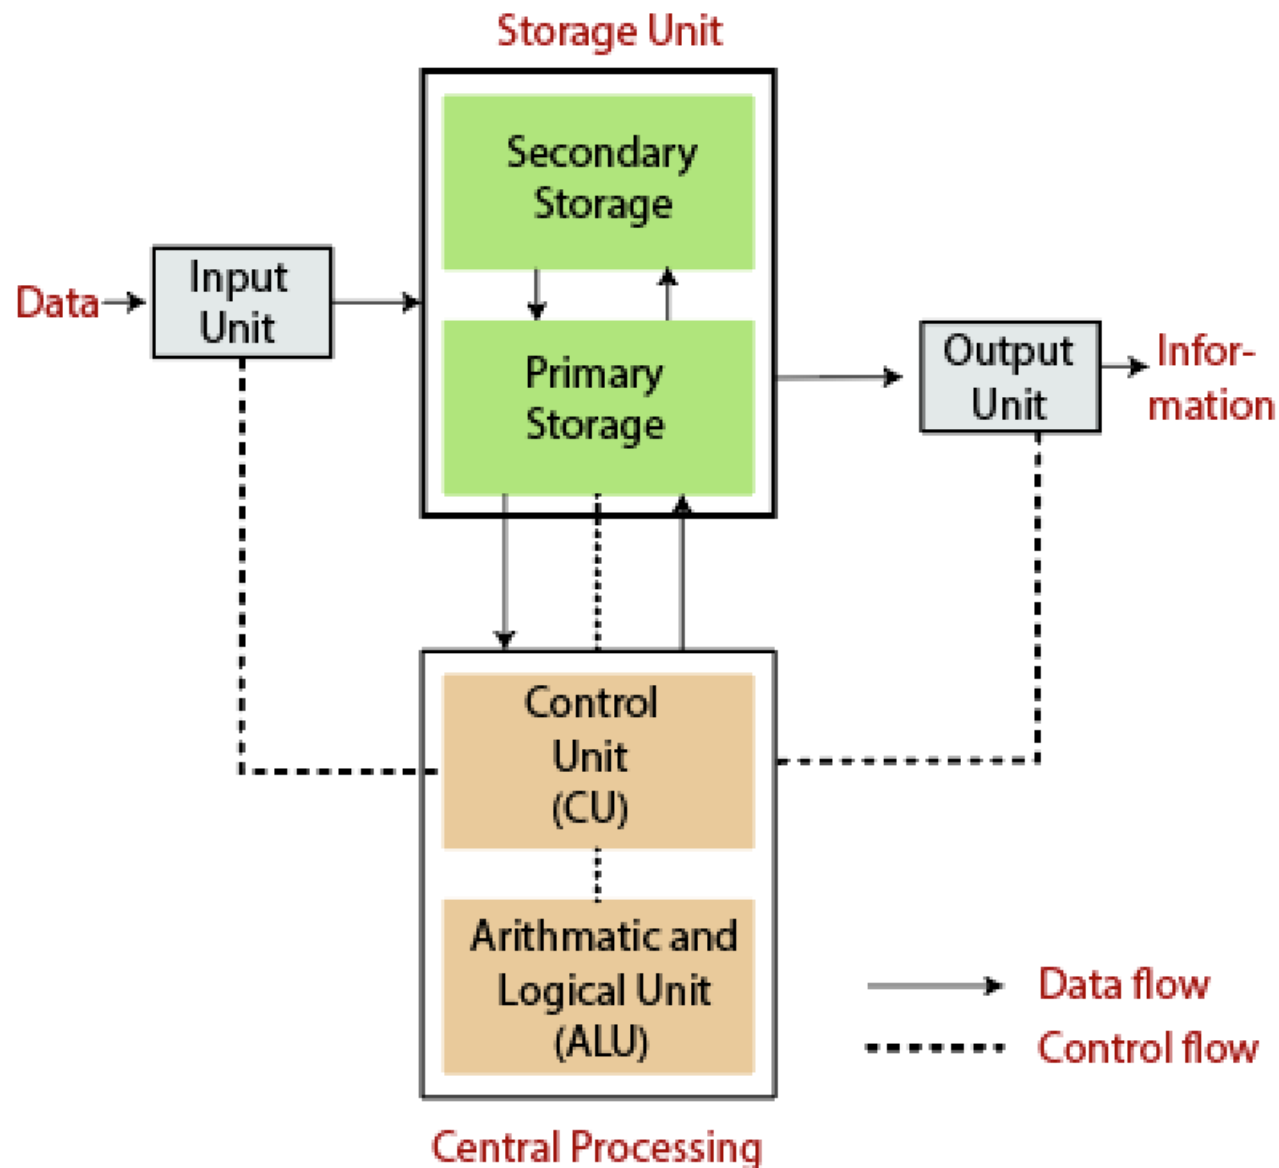 Storage Unit
Secondary
Storage
Data
Input
Unit
Primary
Storage
Output
Unit
Infor-
mation
Control
Unit
(CU)
Arithmatic and
Logical Unit
(ALU)
Data flow
Control flow
Central Processing